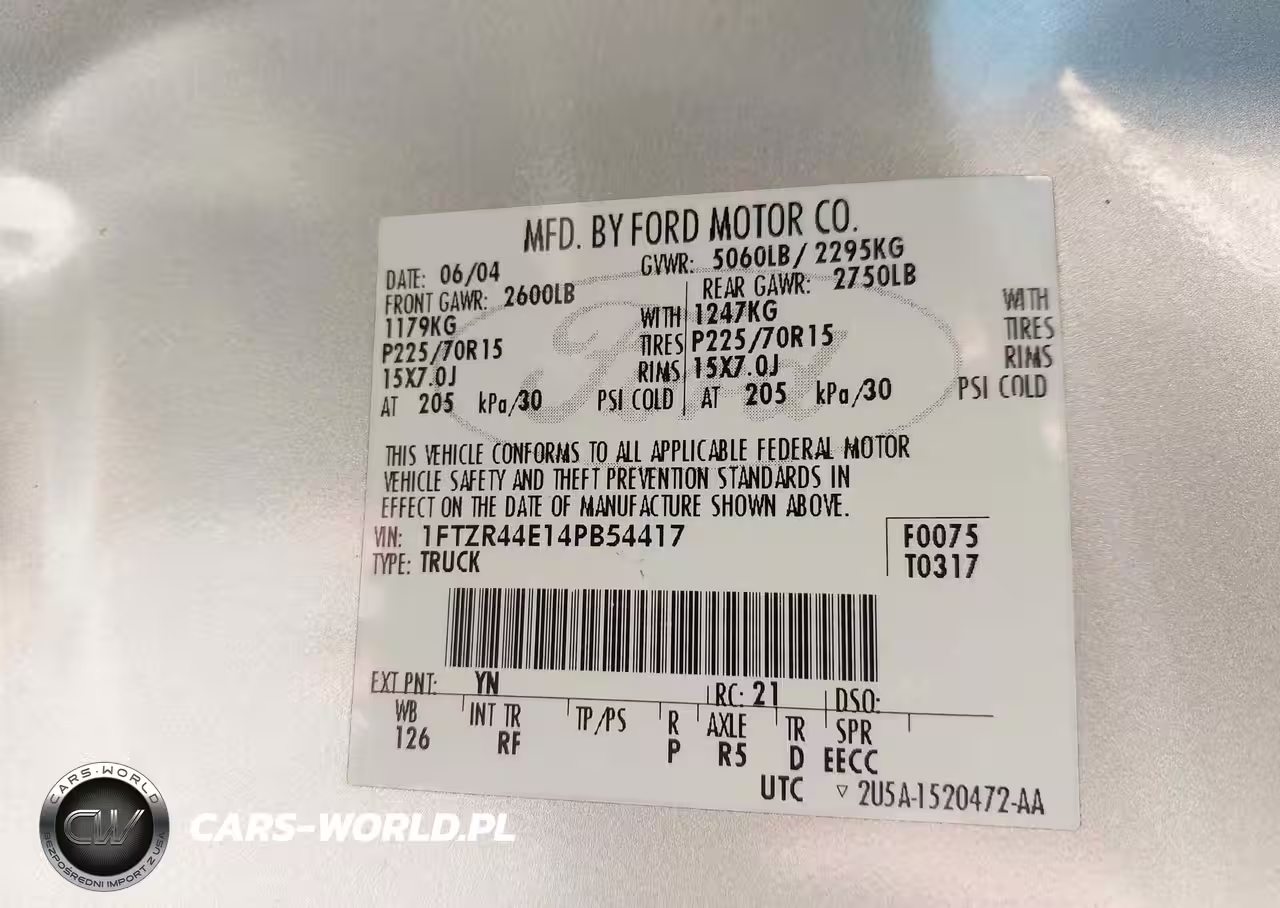 MFD. BY FORD MOTOR CO.
DATE: 06/04 GVWR: 5060LB/ 2295KG
FRONT GAWR: 2600LB REAR GAWR: 2750LB
1179KG WITH 1247KG WITH
P225/70R15 TIRES P225/70R15 TIRES
15X7.0J RIMS 15X7.0J RIMS
AT 205 kPa/30 PSI COLD AT 205 kPa/30 PSI COLD
THIS VEHICLE CONFORMS TO ALL APPLICABLE FEDERAL MOTOR
VEHICLE SAFETY AND THEFT PREVENTION STANDARDS IN
EFFECT ON THE DATE OF MANUFACTURE SHOWN ABOVE.
VIN: 1FTZR44E14PB54417 F0075
TYPE: TRUCK T0317
EXT PNT: YN RC: 21 DSO:
WB INT TR TP/PS R AXLE TR SPR
126 RF P R5 D EECC
UTC ▽ 2U5A-1520472-AA
Ford
CARS-WORLD
CW
BEZPOŚREDNI IMPORT Z USA
CARS-WORLD.PL